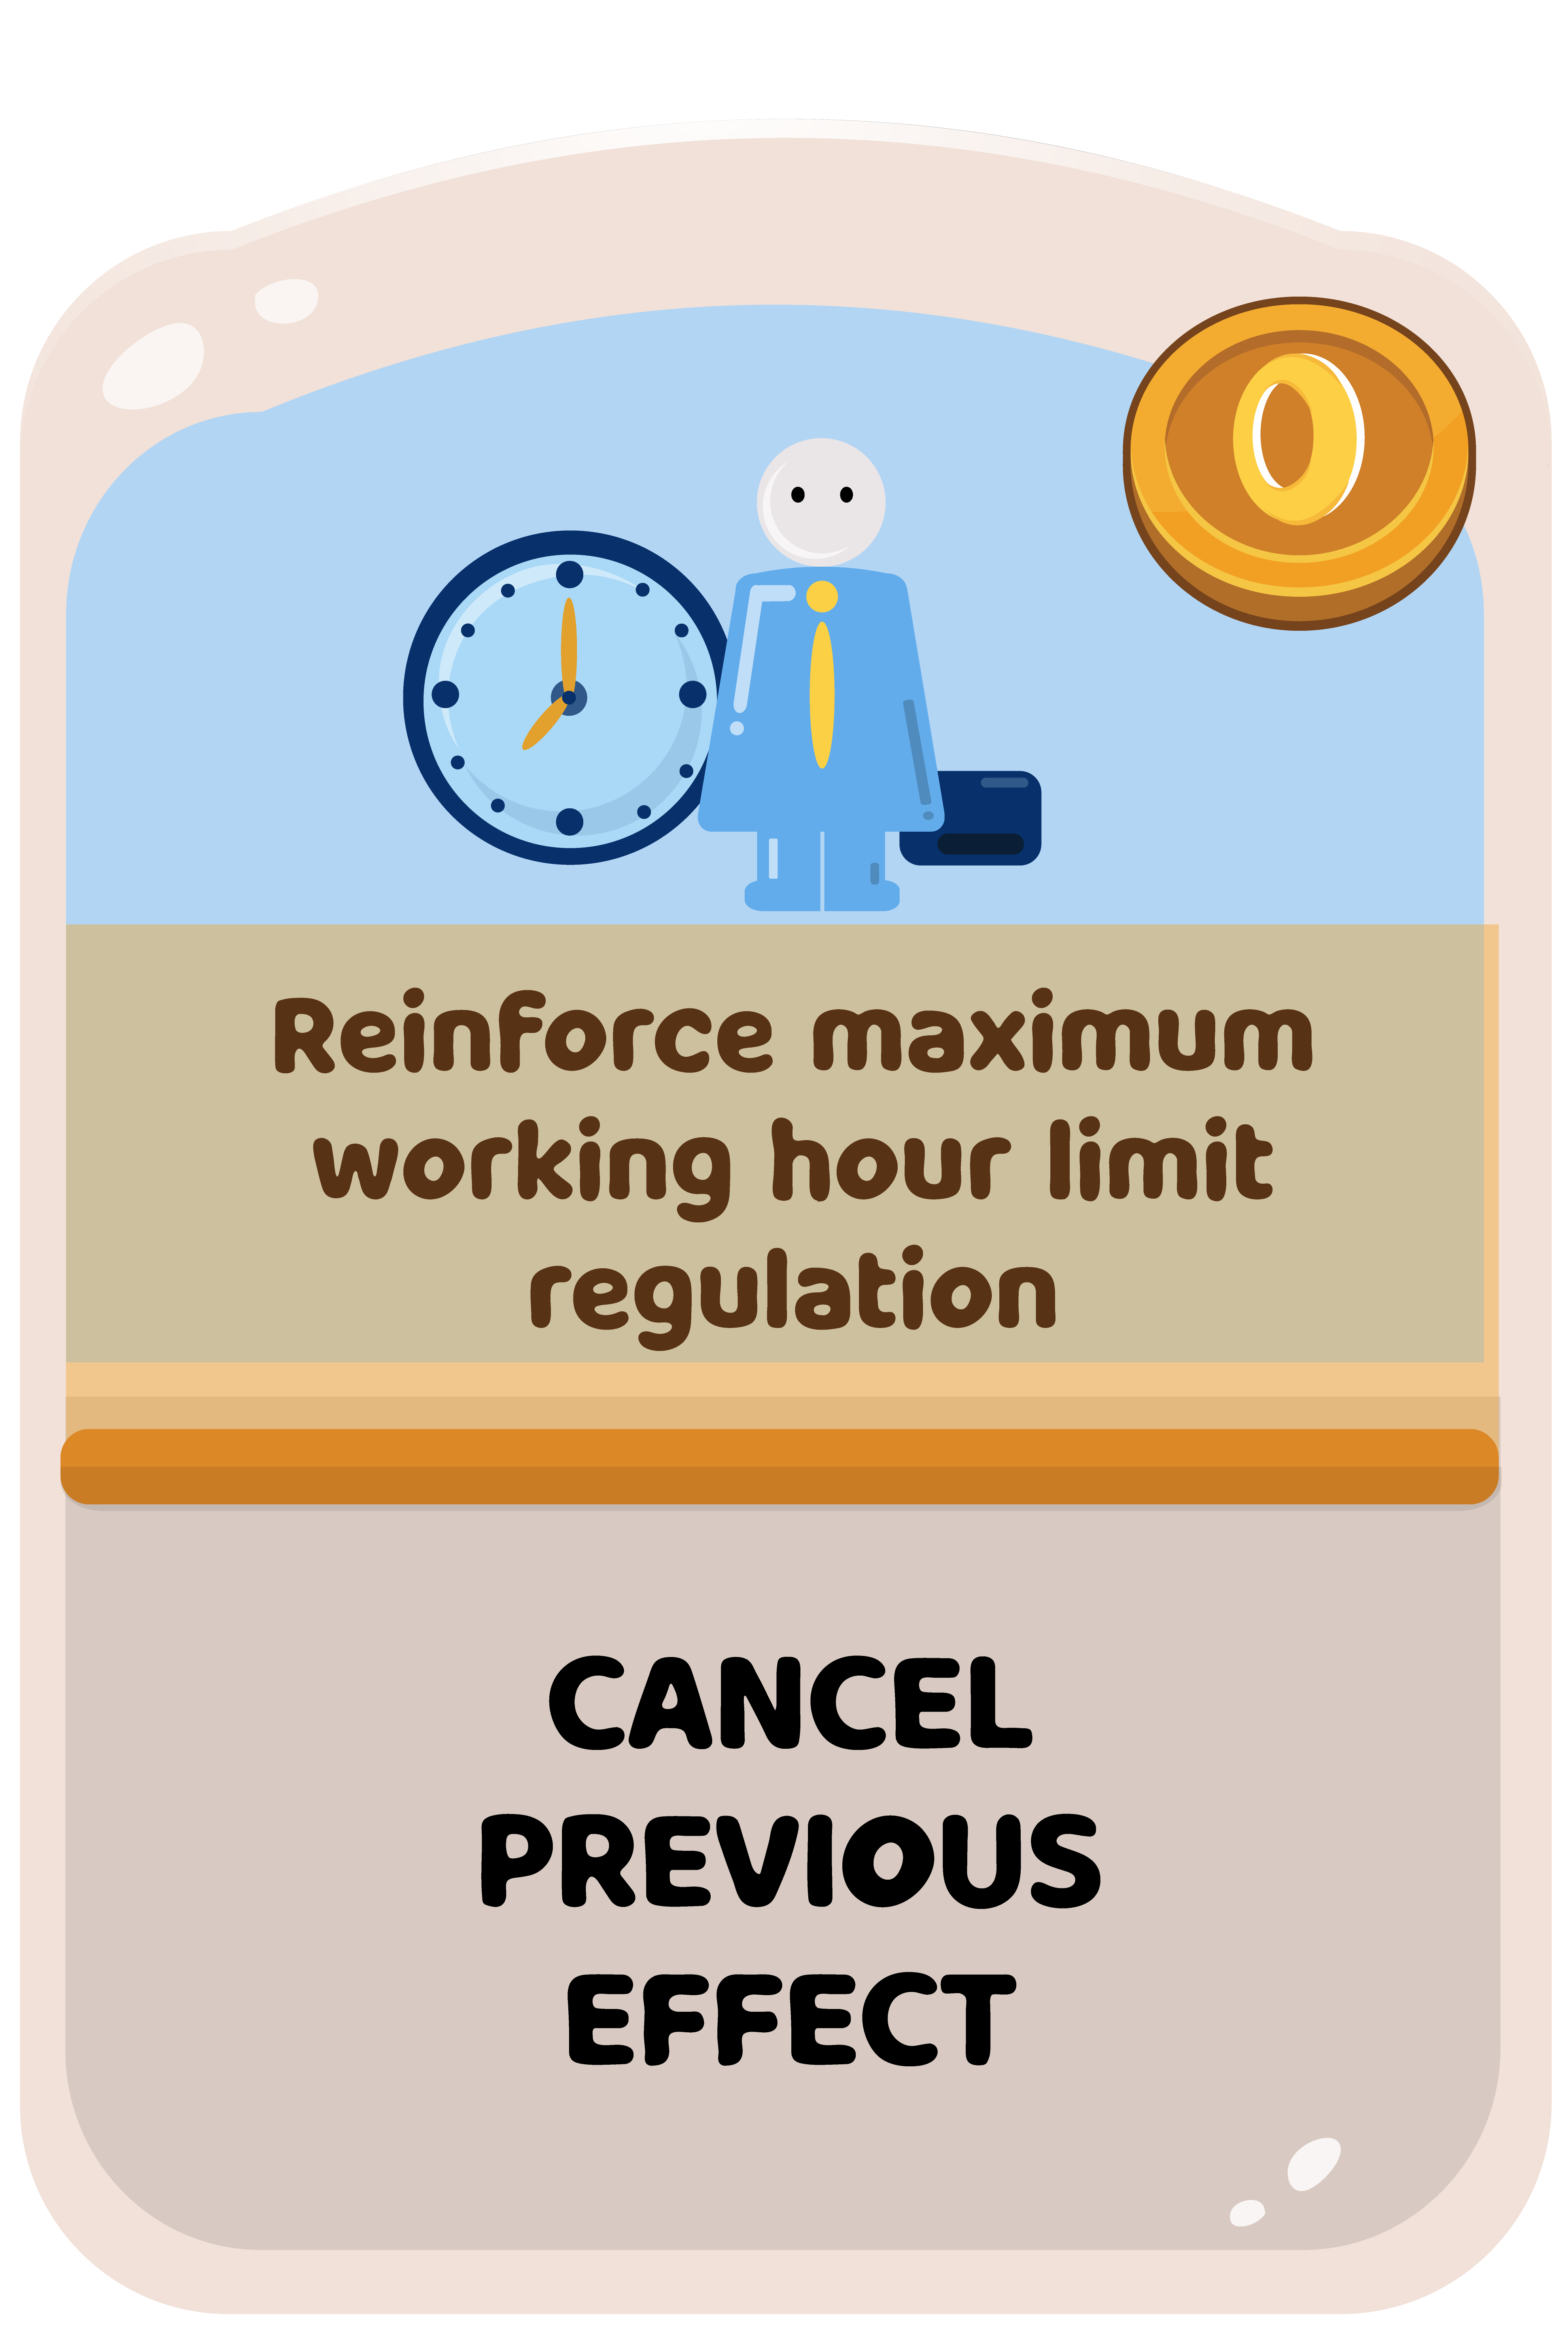 0
Reinforce maximum
working hour limit
regulation
CANCEL
PREVIOUS
EFFECT